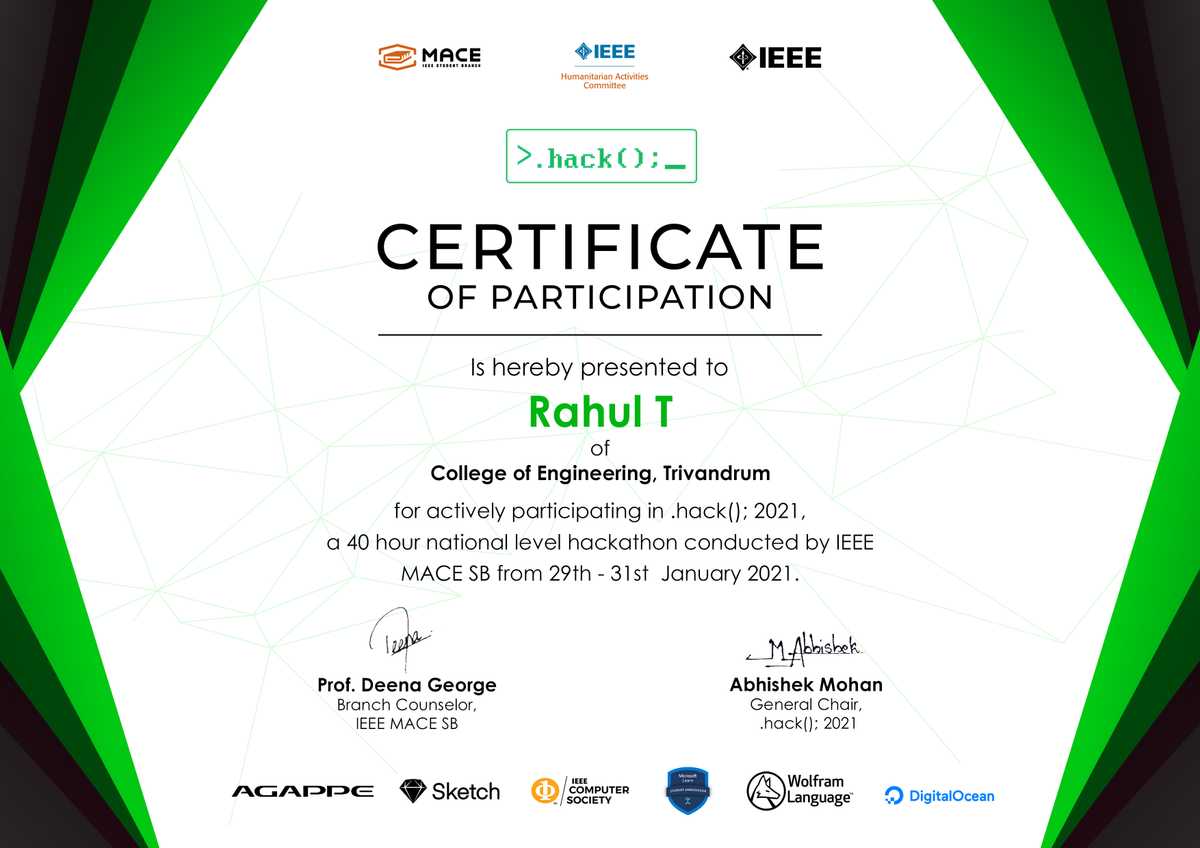 MACE
IEEE STUDENT BRANCH
IEEE
Humanitarian Activities
Committee
IEEE
>.hack();_
CERTIFICATE
OF PARTICIPATION
Is hereby presented to
Rahul T
of
College of Engineering, Trivandrum
for actively participating in .hack(); 2021,
a 40 hour national level hackathon conducted by IEEE
MACE SB from 29th - 31st January 2021.
Deena
M.Abhishek
Prof. Deena George
Branch Counselor,
IEEE MACE SB
Abhishek Mohan
General Chair,
.hack(); 2021
AGAPPE
Sketch
IEEE
COMPUTER
SOCIETY
Microsoft
Learn
STUDENT AMBASSADOR
Wolfram
Language™
DigitalOcean